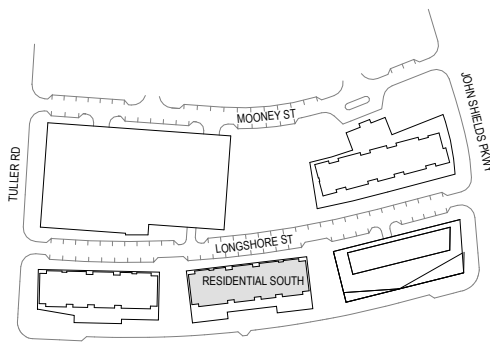 MOONEY ST
JOHN SHIELDS PKWY
TULLER RD
LONGSHORE ST
RESIDENTIAL SOUTH